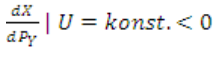 dX/dP_Y | U = konst. < 0